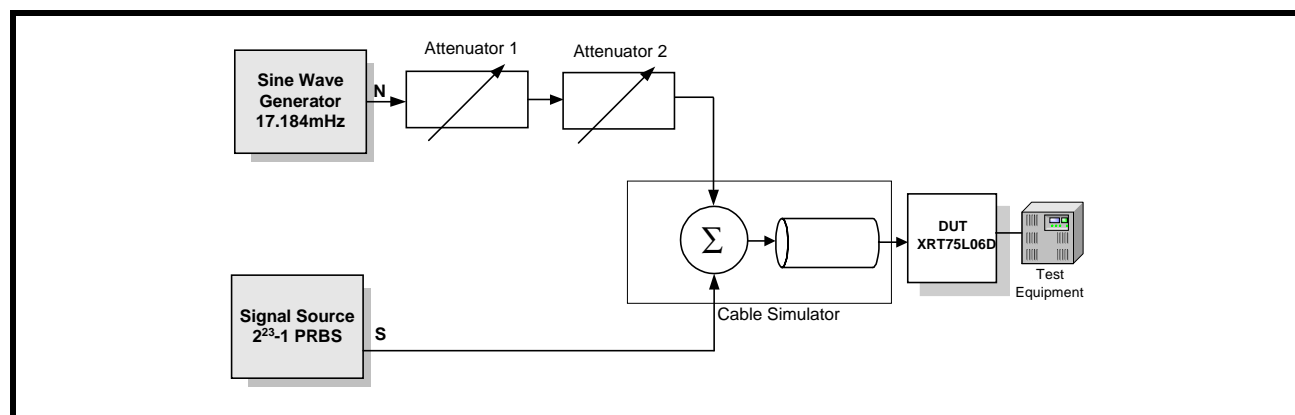 Attenuator 1
Attenuator 2
Sine Wave
Generator
17.184mHz
N
Σ
DUT
XRT75L06D
Test
Equipment
Cable Simulator
Signal Source
2²³-1 PRBS
S